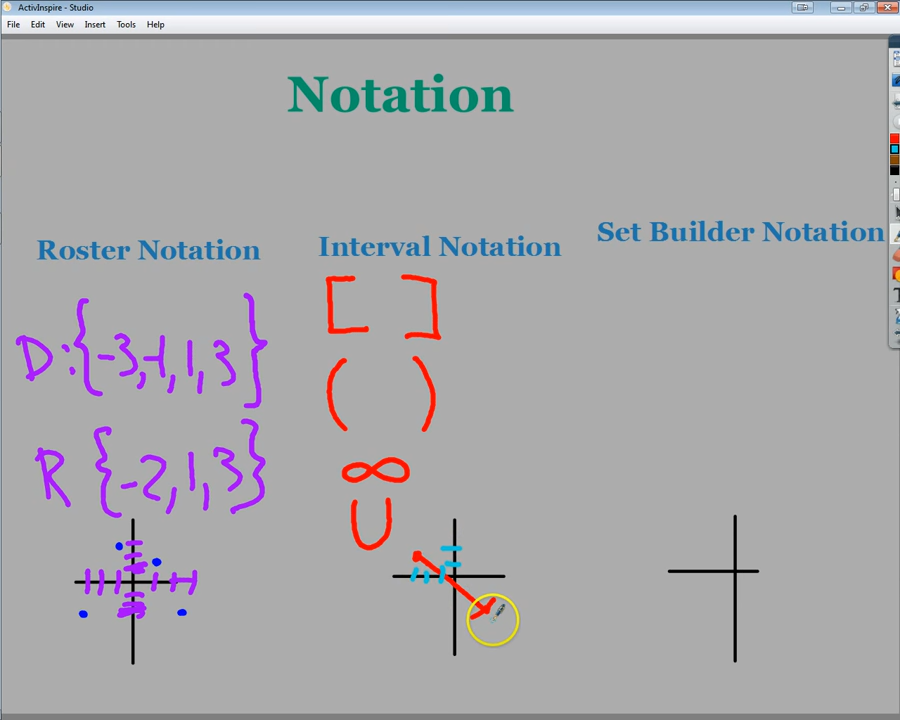 ActivInspire - Studio
File Edit View Insert Tools Help
Notation
Roster Notation
D:{-3,-1,1,3}
R {-2,1,3}
Interval Notation
[ ]
( )
∞
U
Set Builder Notation